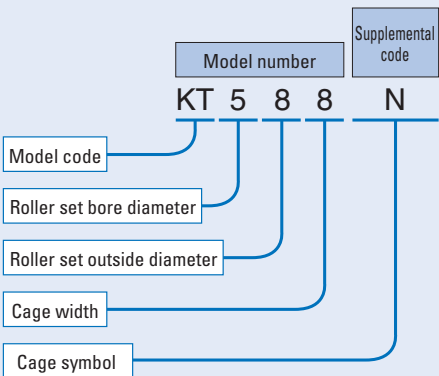 Supplemental
code
Model number
KT 5 8 8 N
Model code
Roller set bore diameter
Roller set outside diameter
Cage width
Cage symbol